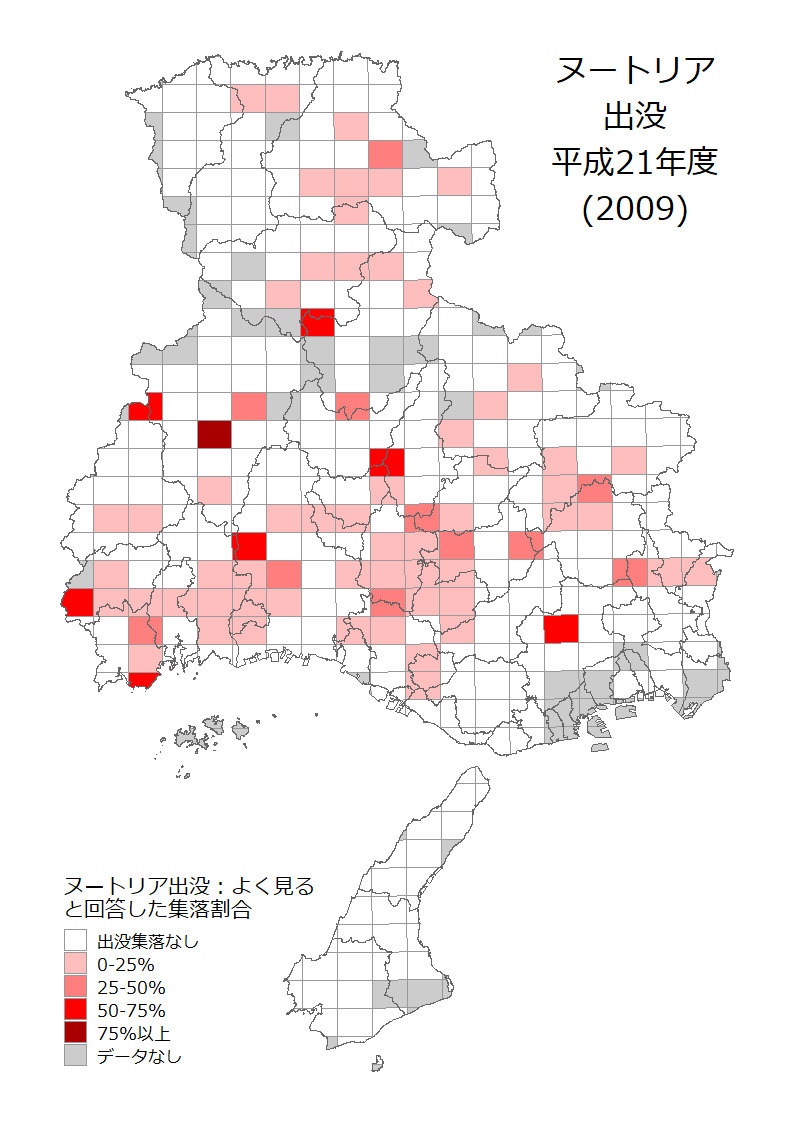 ヌートリア
出没
平成21年度
(2009)
ヌートリア出没：よく見る
と回答した集落割合
出没集落なし
0-25%
25-50%
50-75%
75%以上
データなし